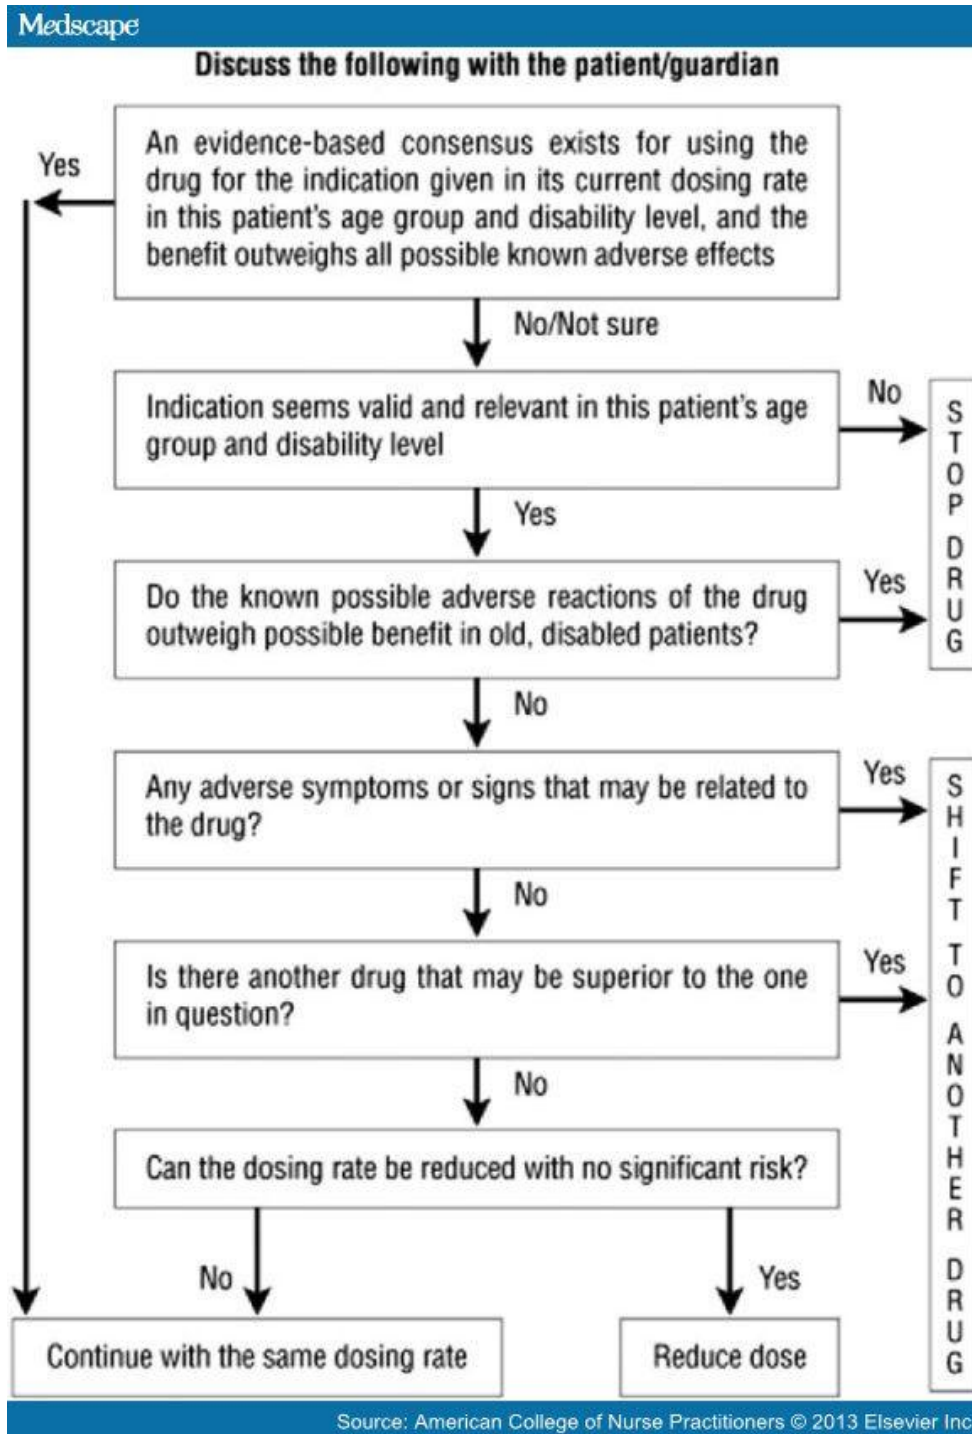 Medscape
Discuss the following with the patient/guardian
An evidence-based consensus exists for using the
drug for the indication given in its current dosing rate
in this patient's age group and disability level, and the
benefit outweighs all possible known adverse effects
Yes
No/Not sure
Indication seems valid and relevant in this patient's age
group and disability level
No
Yes
STOP DRUG
Do the known possible adverse reactions of the drug
outweigh possible benefit in old, disabled patients?
Yes
No
Any adverse symptoms or signs that may be related to
the drug?
Yes
No
SHIFT TO ANOTHER DRUG
Is there another drug that may be superior to the one
in question?
Yes
No
Can the dosing rate be reduced with no significant risk?
No
Yes
Continue with the same dosing rate
Reduce dose
Source: American College of Nurse Practitioners © 2013 Elsevier Inc